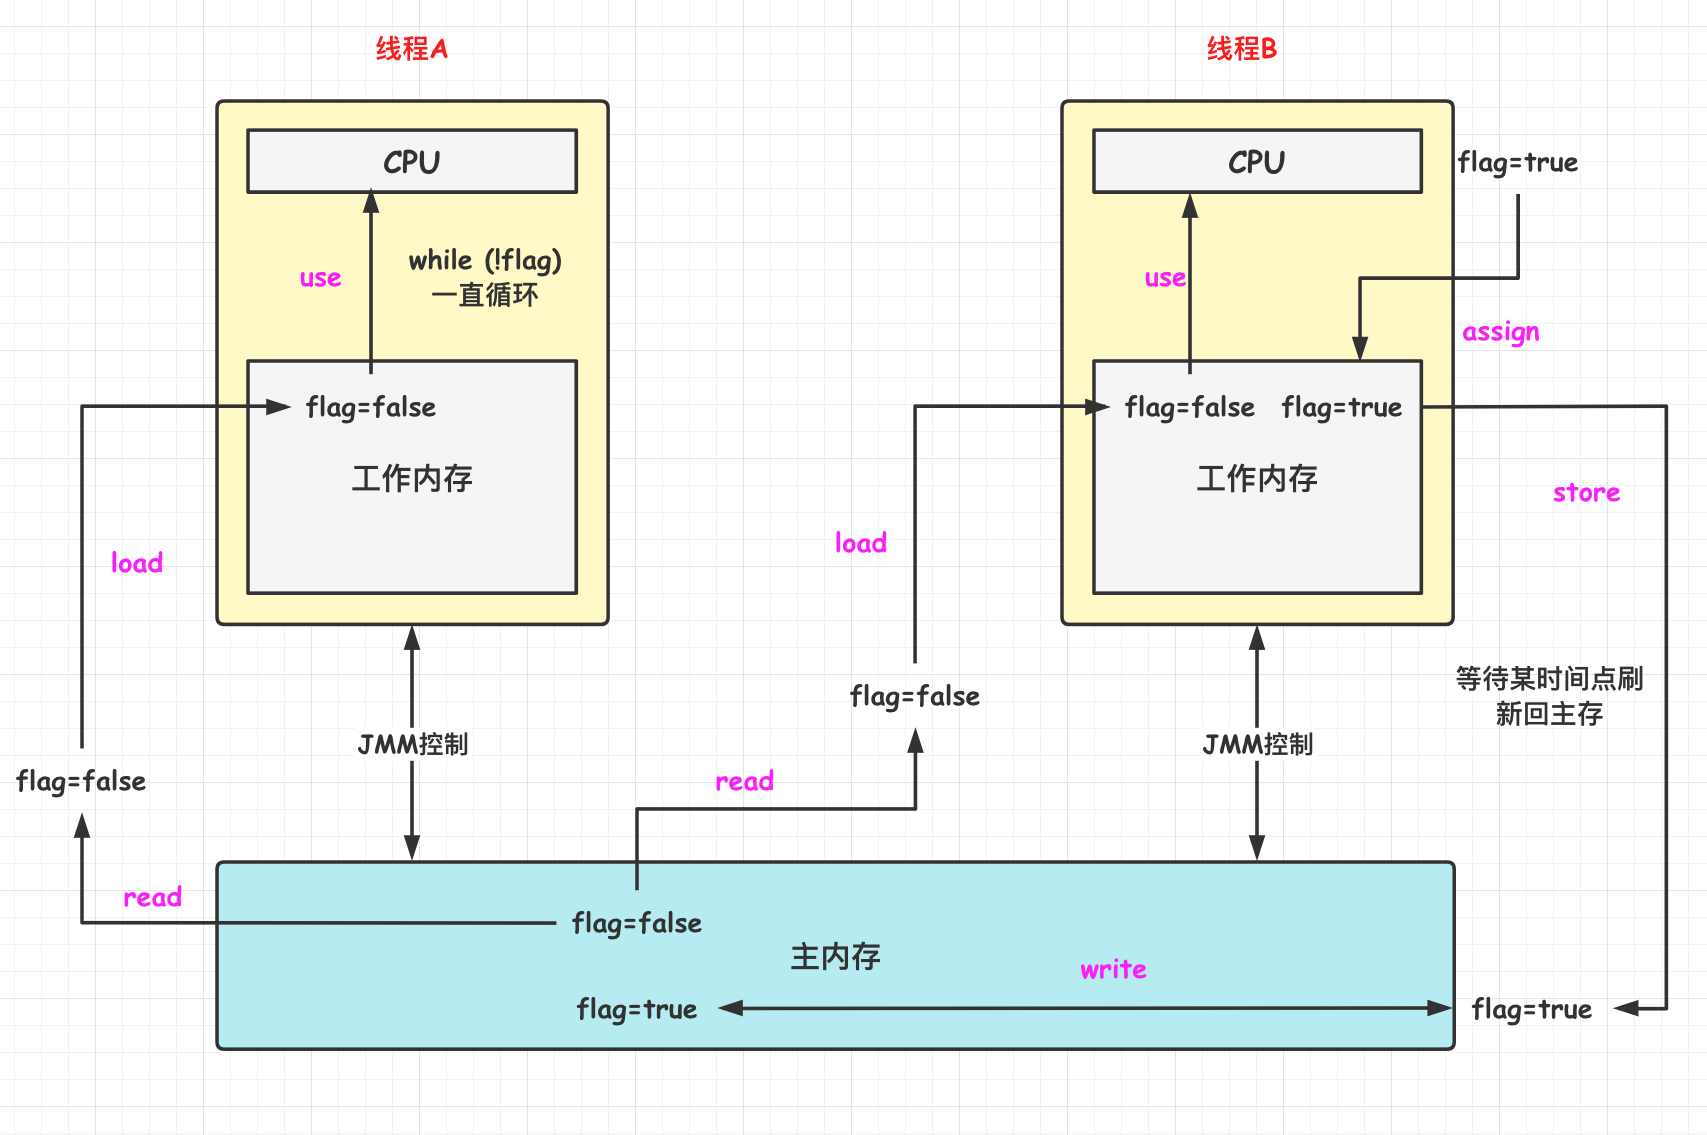 线程A
线程B
CPU
CPU
flag=true
while (!flag)
一直循环
use
use
assign
flag=false
flag=false
flag=true
工作内存
工作内存
store
load
load
等待某时间点刷
新回主存
flag=false
JMM控制
JMM控制
flag=false
read
read
flag=false
主内存
write
flag=true
flag=true